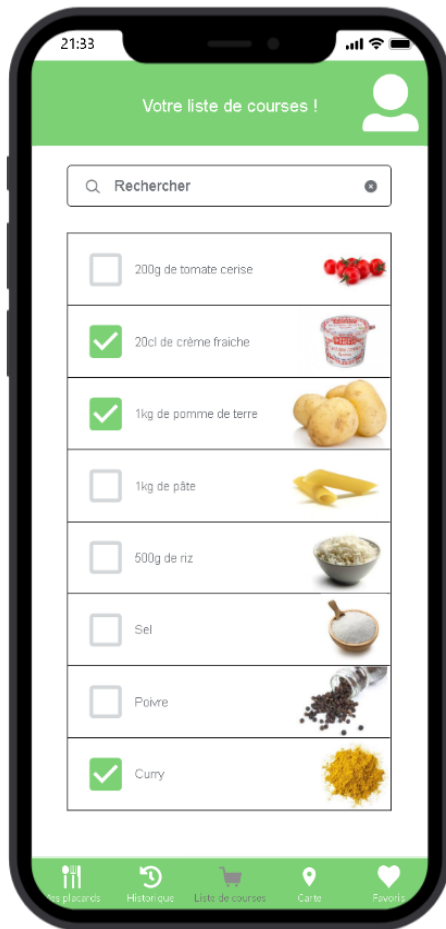 21:33
Votre liste de courses !
Rechercher
200g de tomate cerise
20cl de crème fraiche
1kg de pomme de terre
1kg de pâte
500g de riz
Sel
Poivre
Curry
placards Historique Liste de courses Carte Favoris